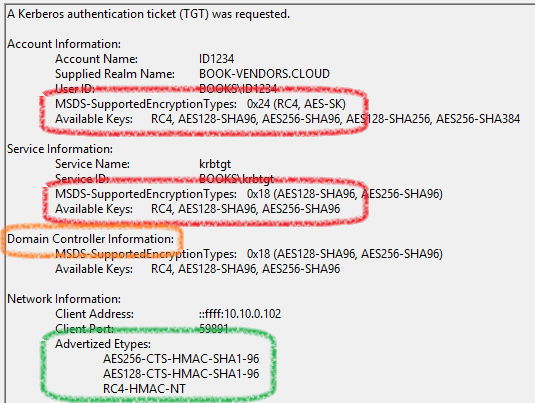 A Kerberos authentication ticket (TGT) was requested.
Account Information:
Account Name: ID1234
Supplied Realm Name: BOOK-VENDORS.CLOUD
User ID: BOOKS\ID1234
MSDS-SupportedEncryptionTypes: 0x24 (RC4, AES-SK)
Available Keys: RC4, AES128-SHA96, AES256-SHA96, AES128-SHA256, AES256-SHA384
Service Information:
Service Name: krbtgt
Service ID: BOOKS\krbtgt
MSDS-SupportedEncryptionTypes: 0x18 (AES128-SHA96, AES256-SHA96)
Available Keys: RC4, AES128-SHA96, AES256-SHA96
Domain Controller Information:
MSDS-SupportedEncryptionTypes: 0x18 (AES128-SHA96, AES256-SHA96)
Available Keys: RC4, AES128-SHA96, AES256-SHA96
Network Information:
Client Address: ::ffff:10.10.0.102
Client Port: 59891
Advertized Etypes:
AES256-CTS-HMAC-SHA1-96
AES128-CTS-HMAC-SHA1-96
RC4-HMAC-NT